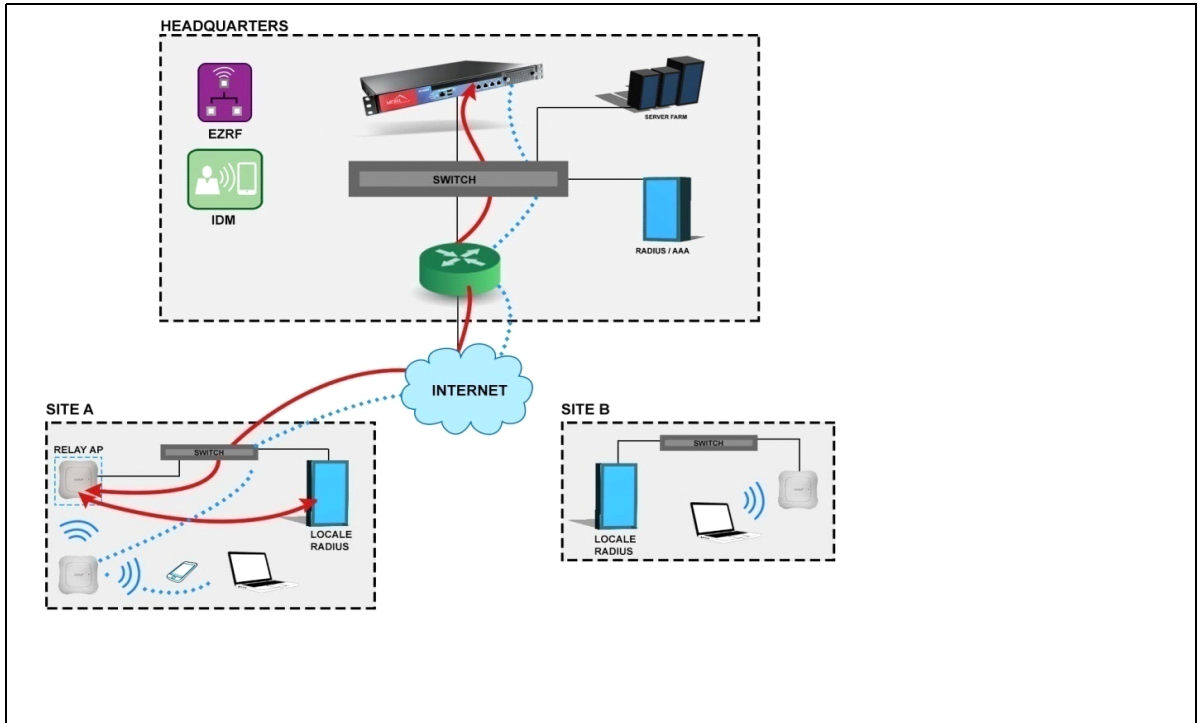 HEADQUARTERS
EZRF
IDM
SERVER FARM
SWITCH
RADIUS / AAA
INTERNET
SITE A
RELAY AP
SWITCH
LOCALE
RADIUS
SITE B
SWITCH
LOCALE
RADIUS